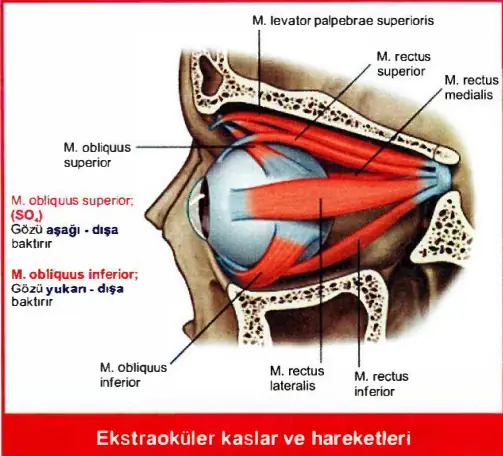 M. levator palpebrae superioris
M. rectus
superior
M. rectus
medialis
M. obliquus
superior
M. obliquus superior;
(SO₄)
Gözü aşağı - dışa
baktırır
M. obliquus inferior;
Gözü yukarı - dışa
baktırır
M. obliquus
inferior
M. rectus
lateralis
M. rectus
inferior
Ekstraoküler kaslar ve hareketleri